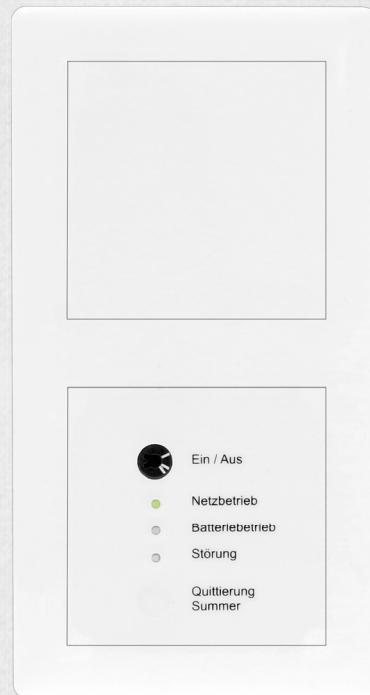 Ein / Aus
Netzbetrieb
Batteriebetrieb
Störung
Quittierung
Summer